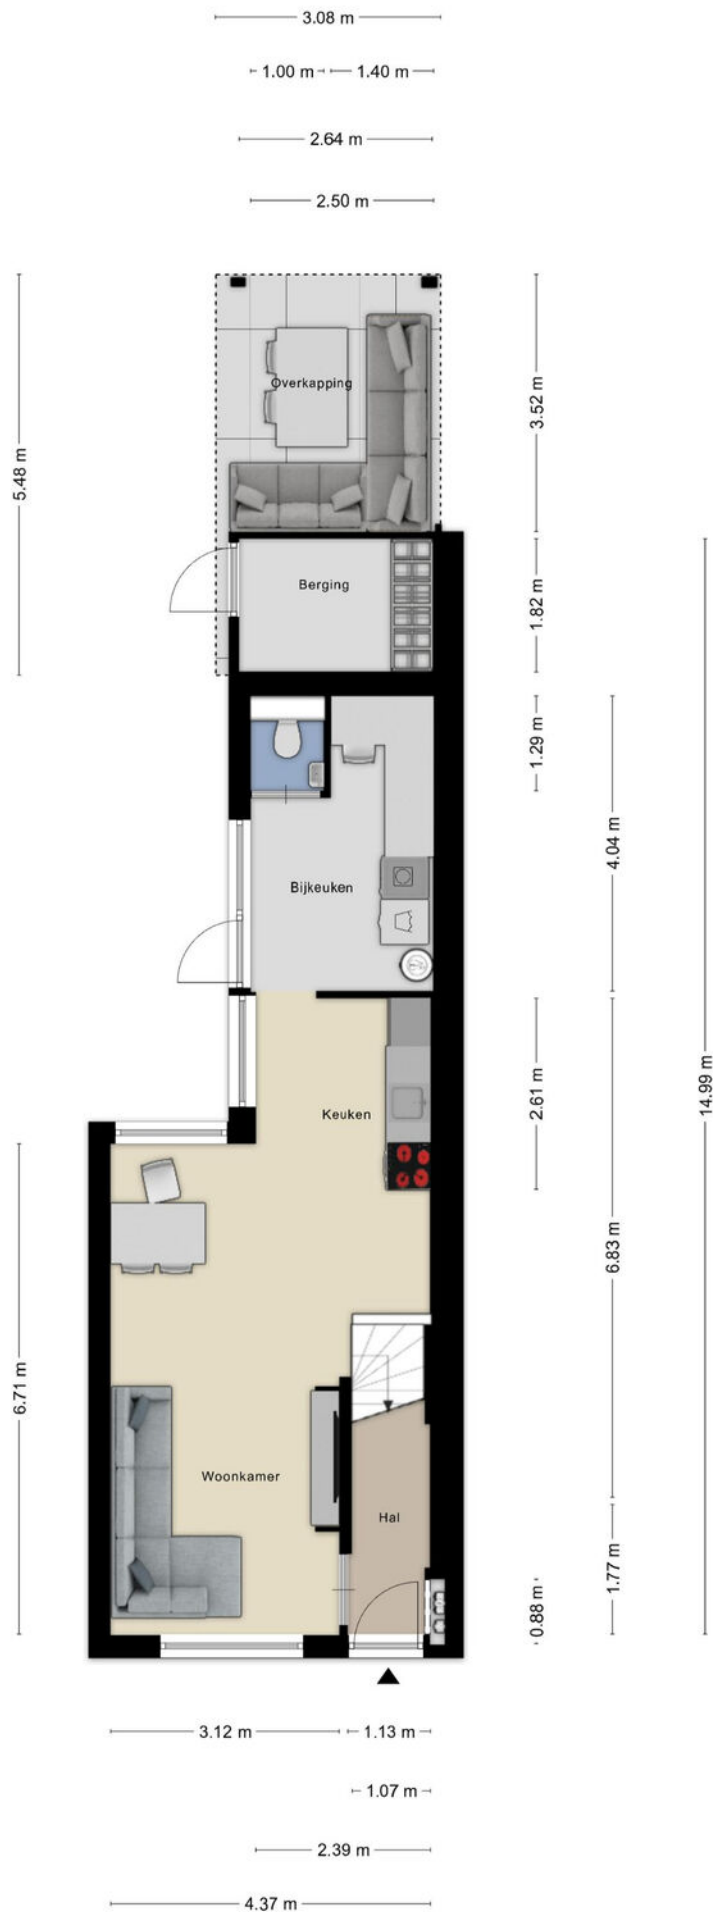 3.08 m
1.00 m
1.40 m
2.64 m
2.50 m
Overkapping
3.52 m
5.48 m
Berging
1.82 m
1.29 m
4.04 m
Bijkeuken
14.99 m
2.61 m
Keuken
6.83 m
6.71 m
Woonkamer
Hal
1.77 m
0.88 m
3.12 m
1.13 m
1.07 m
2.39 m
4.37 m